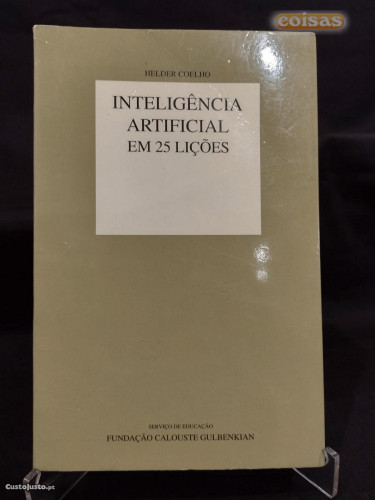 coisas
HELDER COELHO
INTELIGÊNCIA
ARTIFICIAL
EM 25 LIÇÕES
SERVIÇO DE EDUCAÇÃO
FUNDAÇÃO CALOUSTE GULBENKIAN
CustoJusto.pt